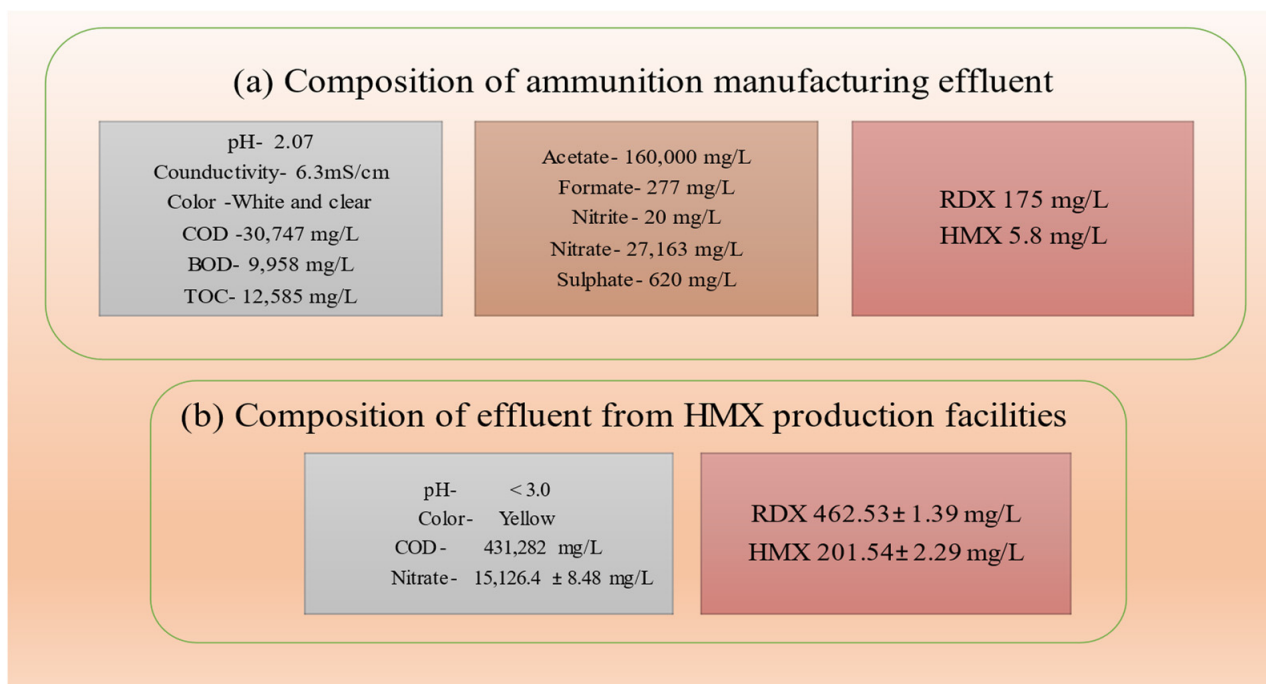 (a) Composition of ammunition manufacturing effluent
pH- 2.07
Counductivity- 6.3mS/cm
Color -White and clear
COD -30,747 mg/L
BOD- 9,958 mg/L
TOC- 12,585 mg/L
Acetate- 160,000 mg/L
Formate- 277 mg/L
Nitrite- 20 mg/L
Nitrate- 27,163 mg/L
Sulphate- 620 mg/L
RDX 175 mg/L
HMX 5.8 mg/L
(b) Composition of effluent from HMX production facilities
pH- < 3.0
Color- Yellow
COD- 431,282 mg/L
Nitrate- 15,126.4 ± 8.48 mg/L
RDX 462.53± 1.39 mg/L
HMX 201.54± 2.29 mg/L